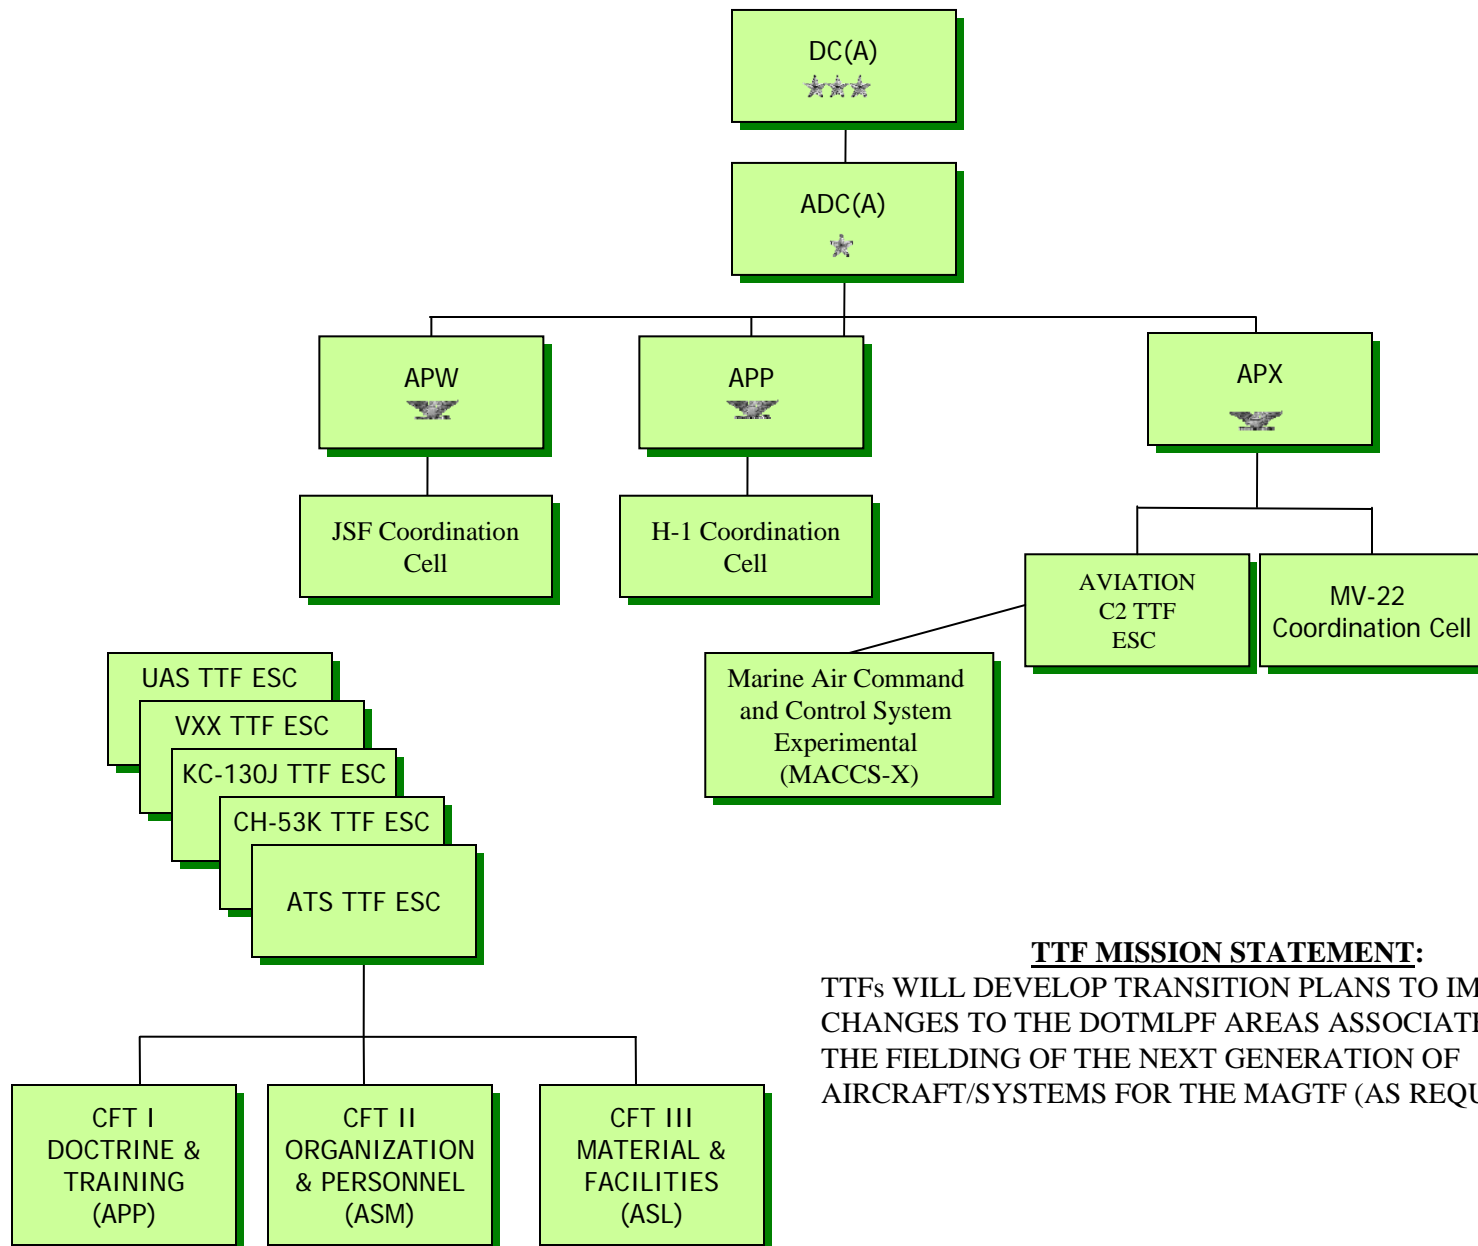 DC(A)
ADC(A)
APW
APP
APX
JSF Coordination
Cell
H-1 Coordination
Cell
AVIATION
C2 TTF
ESC
MV-22
Coordination Cell
Marine Air Command
and Control System
Experimental
(MACCS-X)
UAS TTF ESC
VXX TTF ESC
KC-130J TTF ESC
CH-53K TTF ESC
ATS TTF ESC
TTF MISSION STATEMENT:
TTFs WILL DEVELOP TRANSITION PLANS TO IM
CHANGES TO THE DOTMLPF AREAS ASSOCIATE
THE FIELDING OF THE NEXT GENERATION OF
AIRCRAFT/SYSTEMS FOR THE MAGTF (AS REQU
CFT I
DOCTRINE &
TRAINING
(APP)
CFT II
ORGANIZATION
& PERSONNEL
(ASM)
CFT III
MATERIAL &
FACILITIES
(ASL)